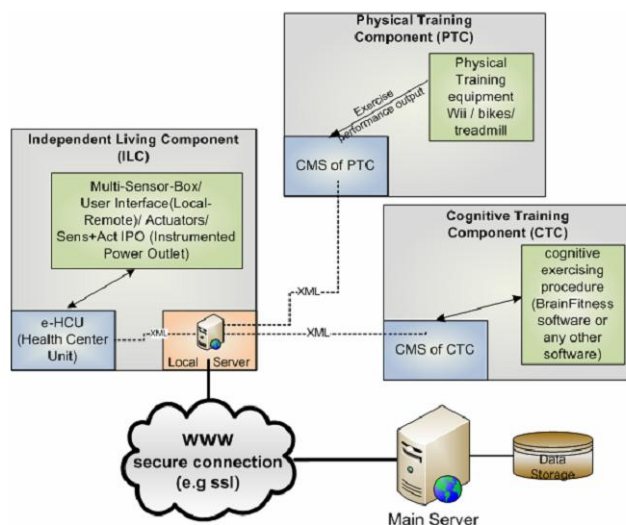 Physical Training
Component (PTC)
Physical
Training
equipment
Wii / bikes/
treadmill
Exercise
performance output
CMS of PTC
Independent Living Component
(ILC)
Multi-Sensor-Box/
User Interface(Local-
Remote)/ Actuators/
Sens+Act IPO (Instrumented
Power Outlet)
Cognitive Training
Component (CTC)
cognitive
exercising
procedure
(BrainFitness
software or
any other
software)
XML
e-HCU
(Health Center
Unit)
XML
XML
Local Server
CMS of CTC
www
secure connection
(e.g ssl)
Data
Storage
Main Server